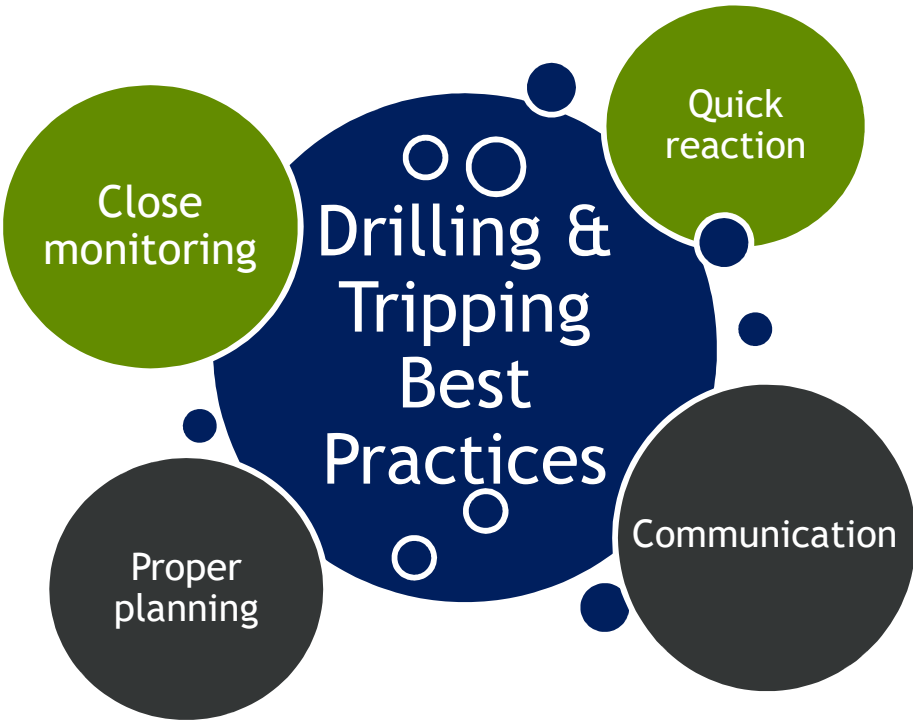 Quick
reaction
Close
monitoring
Drilling &
Tripping
Best
Practices
Communication
Proper
planning